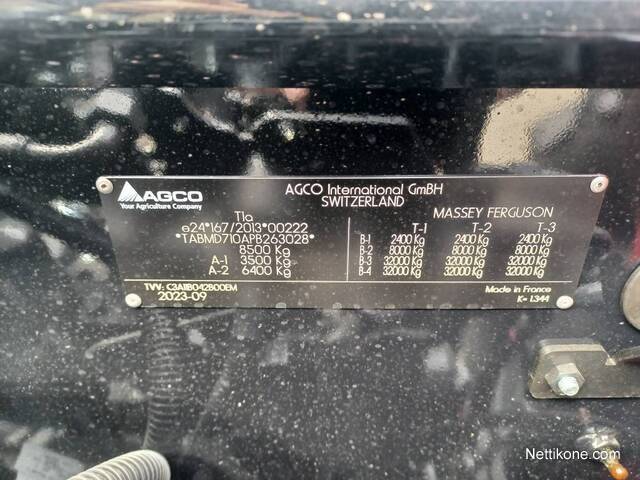 AGCO
Your Agriculture Company
AGCO International GmBH
SWITZERLAND
MASSEY FERGUSON
T1a
e24*167/2013*00222
*TABMD710APB263028*
8500 Kg
A-1 3500 Kg
A-2 6400 Kg
T-1 T-2 T-3
B-1 2400 Kg 2400 Kg 2400 Kg
B-2 8000 Kg 8000 Kg 8000 Kg
B-3 32000 Kg 32000 Kg 32000 Kg
B-4 32000 Kg 32000 Kg 32000 Kg
TVV: C3A11B042B00EM
2023-09
Made in France
K= 1.344
Nettikone.com